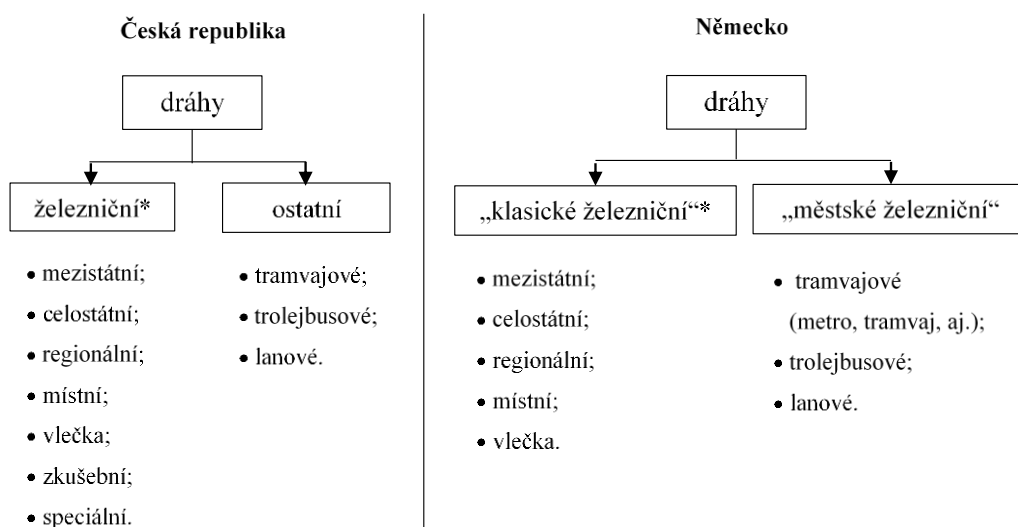 Česká republika
dráhy
železniční*
ostatní
• mezistátní;
• celostátní;
• regionální;
• místní;
• vlečka;
• zkušební;
• speciální.
• tramvajové;
• trolejbusové;
• lanové.
Německo
dráhy
„klasické železniční“*
„městské železniční“
• mezistátní;
• celostátní;
• regionální;
• místní;
• vlečka.
• tramvajové
(metro, tramvaj, aj.);
• trolejbusové;
• lanové.